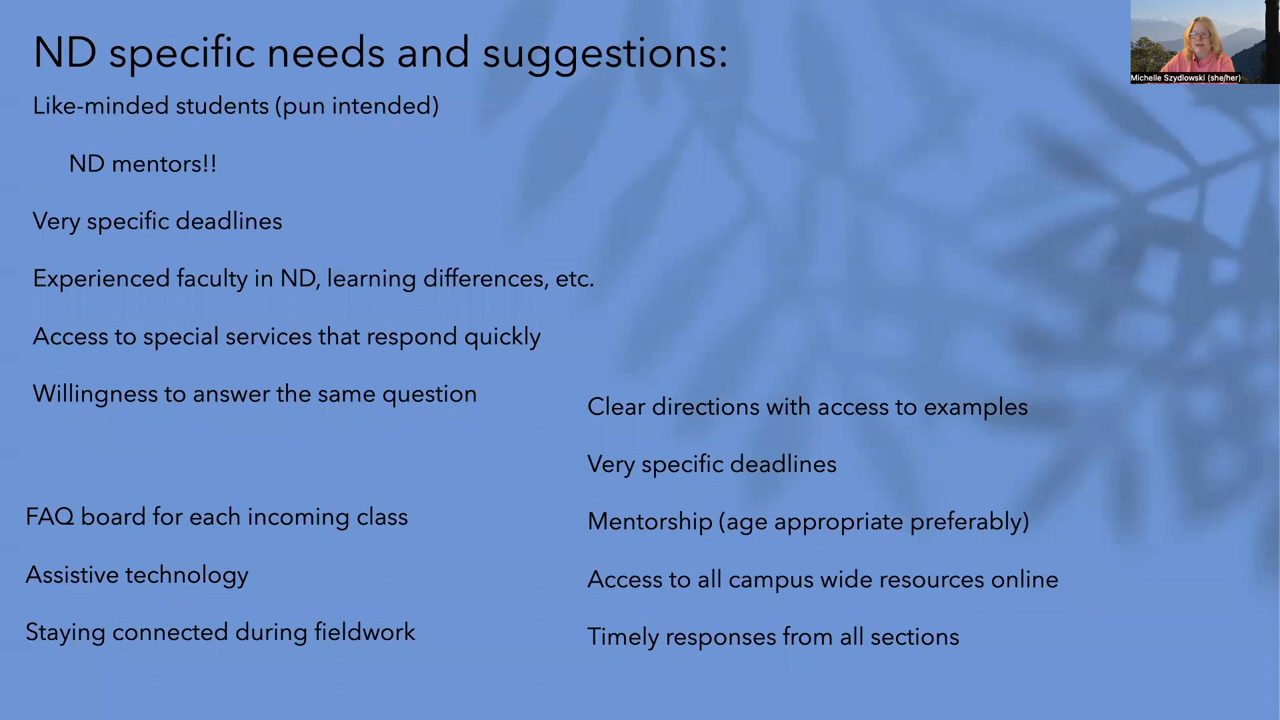 ND specific needs and suggestions:
Michelle Szydlowski (she/her)
Like-minded students (pun intended)
ND mentors!!
Very specific deadlines
Experienced faculty in ND, learning differences, etc.
Access to special services that respond quickly
Willingness to answer the same question
FAQ board for each incoming class
Assistive technology
Staying connected during fieldwork
Clear directions with access to examples
Very specific deadlines
Mentorship (age appropriate preferably)
Access to all campus wide resources online
Timely responses from all sections